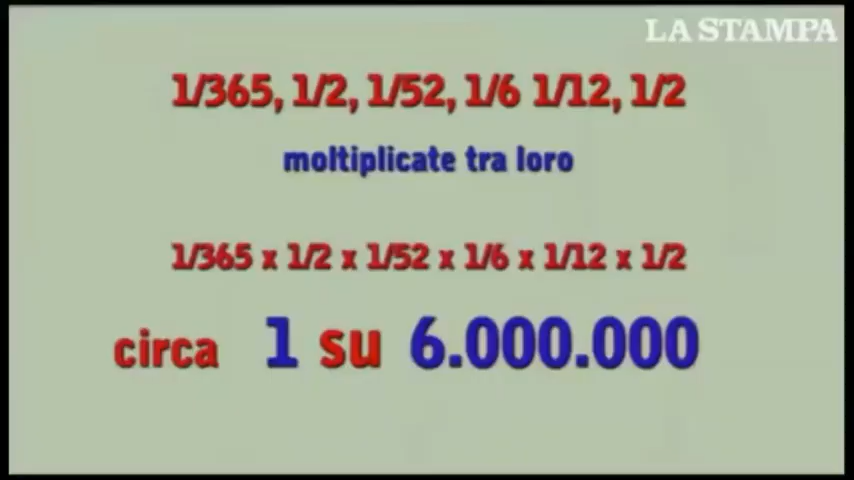 LA STAMPA
1/365, 1/2, 1/52, 1/6 1/12, 1/2
moltiplicate tra loro
1/365 x 1/2 x 1/52 x 1/6 x 1/12 x 1/2
circa 1 su 6.000.000